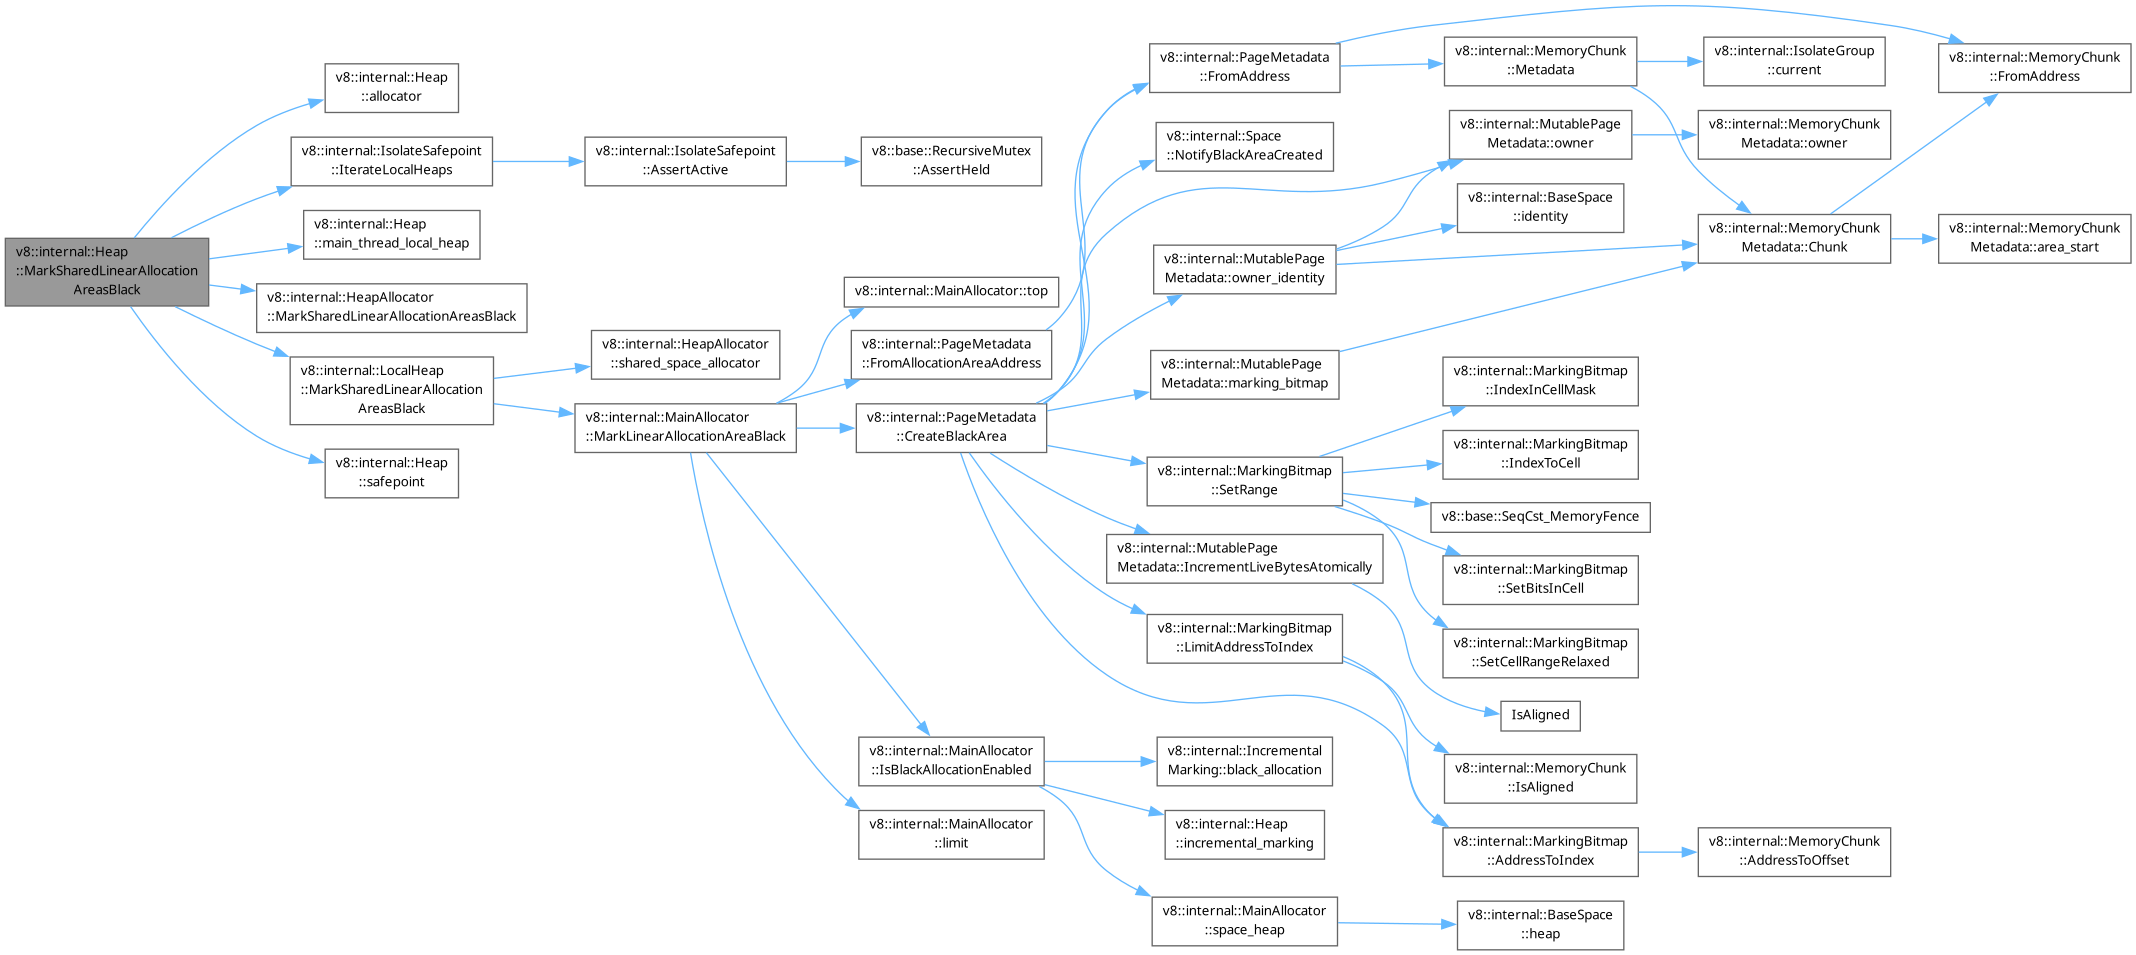 v8::internal::Heap
::MarkSharedLinearAllocation
AreasBlack
v8::internal::Heap
::allocator
v8::internal::IsolateSafepoint
::IterateLocalHeaps
v8::internal::IsolateSafepoint
::AssertActive
v8::base::RecursiveMutex
::AssertHeld
v8::internal::Heap
::main_thread_local_heap
v8::internal::HeapAllocator
::MarkSharedLinearAllocationAreasBlack
v8::internal::LocalHeap
::MarkSharedLinearAllocation
AreasBlack
v8::internal::HeapAllocator
::shared_space_allocator
v8::internal::MainAllocator
::MarkLinearAllocationAreaBlack
v8::internal::MainAllocator::top
v8::internal::PageMetadata
::FromAllocationAreaAddress
v8::internal::PageMetadata
::CreateBlackArea
v8::internal::PageMetadata
::FromAddress
v8::internal::MemoryChunk
::Metadata
v8::internal::IsolateGroup
::current
v8::internal::MemoryChunk
::FromAddress
v8::internal::Space
::NotifyBlackAreaCreated
v8::internal::MutablePage
Metadata::owner
v8::internal::MemoryChunk
Metadata::owner
v8::internal::BaseSpace
::identity
v8::internal::MutablePage
Metadata::owner_identity
v8::internal::MemoryChunk
Metadata::Chunk
v8::internal::MemoryChunk
Metadata::area_start
v8::internal::MutablePage
Metadata::marking_bitmap
v8::internal::MarkingBitmap
::SetRange
v8::internal::MarkingBitmap
::IndexInCellMask
v8::internal::MarkingBitmap
::IndexToCell
v8::base::SeqCst_MemoryFence
v8::internal::MarkingBitmap
::SetBitsInCell
v8::internal::MarkingBitmap
::SetCellRangeRelaxed
v8::internal::MutablePage
Metadata::IncrementLiveBytesAtomically
IsAligned
v8::internal::MarkingBitmap
::LimitAddressToIndex
v8::internal::MemoryChunk
::IsAligned
v8::internal::MarkingBitmap
::AddressToIndex
v8::internal::MemoryChunk
::AddressToOffset
v8::internal::MainAllocator
::IsBlackAllocationEnabled
v8::internal::Incremental
Marking::black_allocation
v8::internal::Heap
::incremental_marking
v8::internal::MainAllocator
::space_heap
v8::internal::BaseSpace
::heap
v8::internal::MainAllocator
::limit
v8::internal::Heap
::safepoint